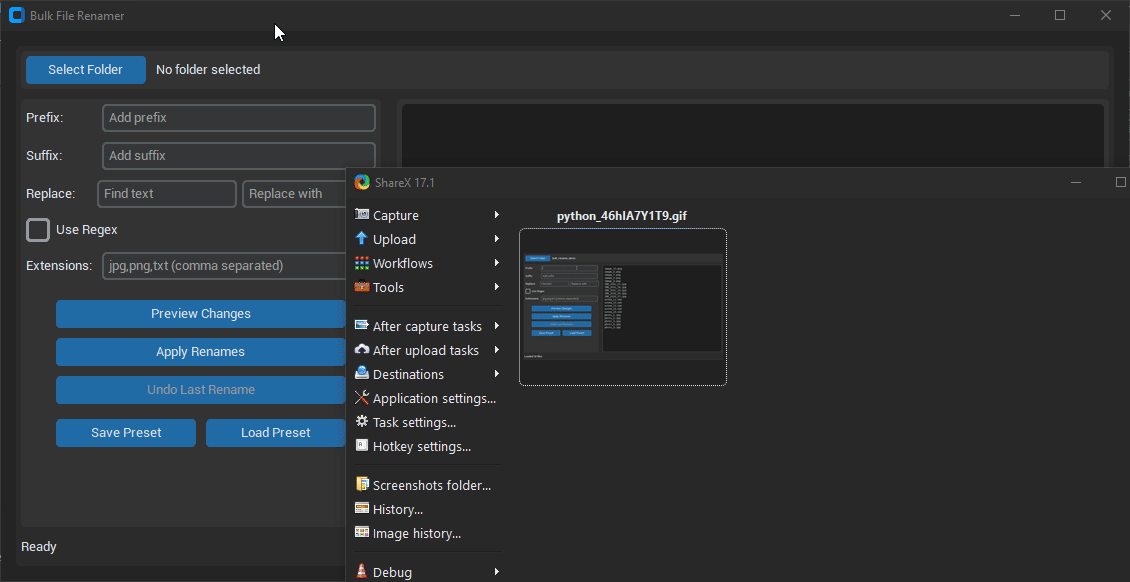 Bulk File Renamer
Select Folder
No folder selected
Prefix:
Add prefix
Suffix:
Add suffix
Replace:
Find text
Replace with
Use Regex
Extensions:
jpg,png,txt (comma separated)
Preview Changes
Apply Renames
Undo Last Rename
Save Preset
Load Preset
Ready
ShareX 17.1
Capture
Upload
Workflows
Tools
After capture tasks
After upload tasks
Destinations
Application settings...
Task settings...
Hotkey settings...
Screenshots folder...
History...
Image history...
Debug
python_46hIA7Y1T9.gif